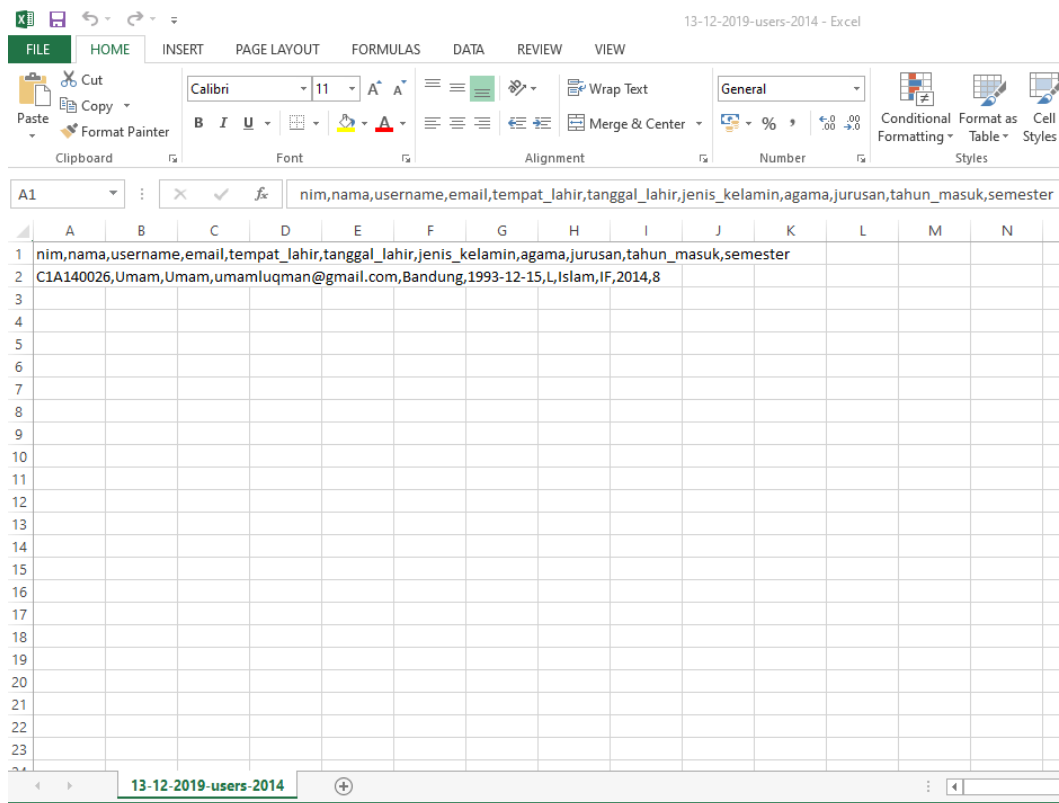 13-12-2019-users-2014 - Excel
FILE HOME INSERT PAGE LAYOUT FORMULAS DATA REVIEW VIEW
Cut
Copy
Format Painter
Paste
Clipboard
Calibri 11 A A
B I U A
Font
Wrap Text
Merge & Center
Alignment
General
% , .0 .00 .00 .0
Number
Conditional Formatting
Format as Table
Cell Styles
Styles
A1 fx nim,nama,username,email,tempat_lahir,tanggal_lahir,jenis_kelamin,agama,jurusan,tahun_masuk,semester
A B C D E F G H I J K L M N
1 nim,nama,username,email,tempat_lahir,tanggal_lahir,jenis_kelamin,agama,jurusan,tahun_masuk,semester
2 C1A140026,Umam,Umam,umamluqman@gmail.com,Bandung,1993-12-15,L,Islam,IF,2014,8
3
4
5
6
7
8
9
10
11
12
13
14
15
16
17
18
19
20
21
22
23
13-12-2019-users-2014